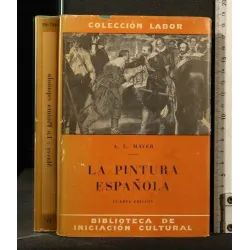 COLECCIÓN LABOR
A. L. MAYER
LA PINTURA
ESPAÑOLA
CUARTA EDICIÓN
BIBLIOTECA DE
INICIACIÓN CULTURAL